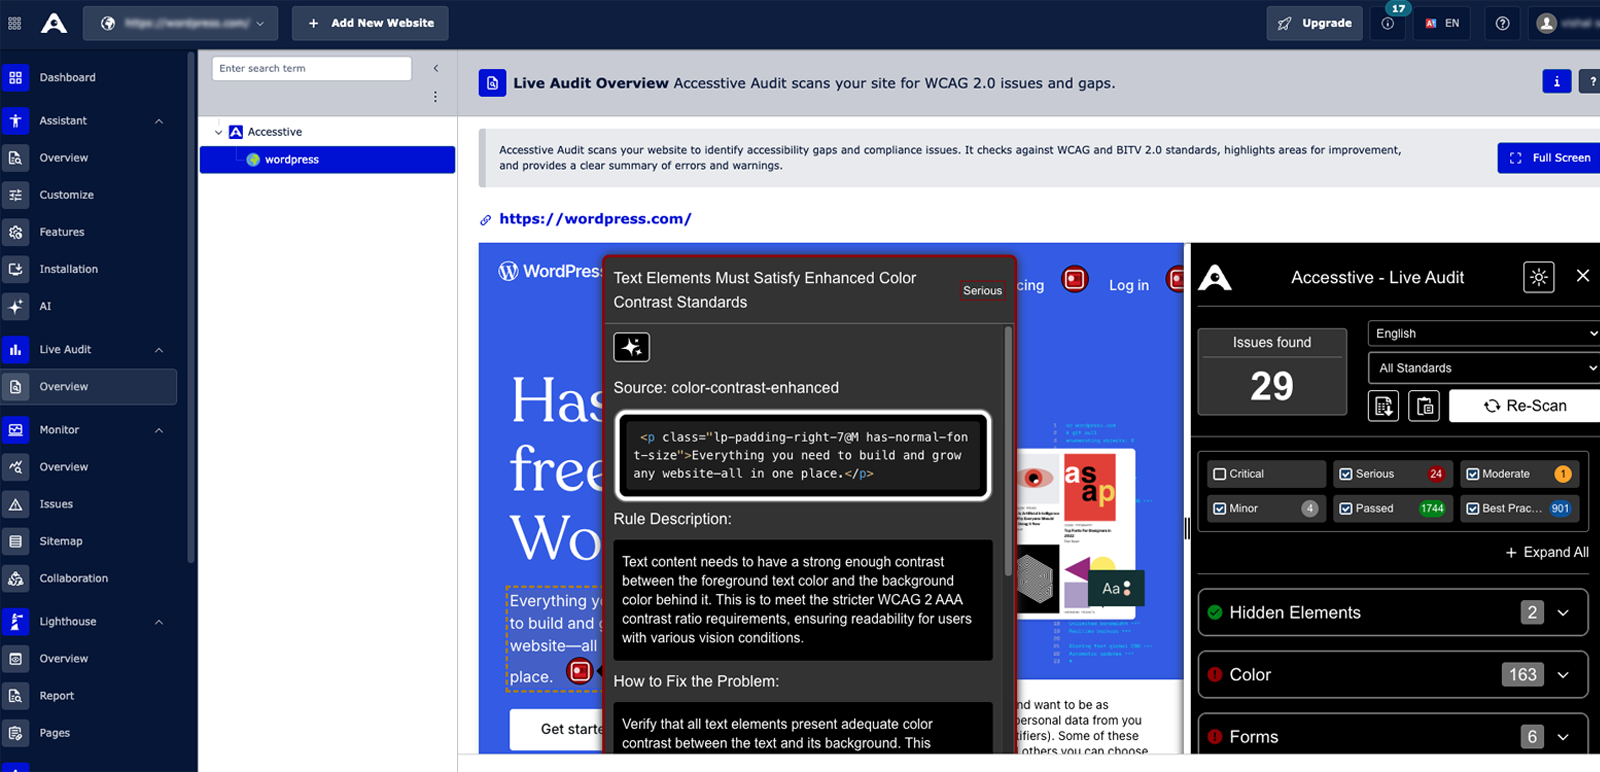 https://wordpress.com/
+ Add New Website
Upgrade
17
EN
Dashboard
Assistant
Overview
Customize
Features
Installation
AI
Live Audit
Overview
Monitor
Overview
Issues
Sitemap
Collaboration
Lighthouse
Overview
Report
Pages
Enter search term
Accesstive
wordpress
Live Audit Overview Accesstive Audit scans your site for WCAG 2.0 issues and gaps.
Accesstive Audit scans your website to identify accessibility gaps and compliance issues. It checks against WCAG and BITV 2.0 standards, highlights areas for improvement,
and provides a clear summary of errors and warnings.
Full Screen
https://wordpress.com/
WordPress
cing
Log in
Has
free
Wo
Everything yo
to build and g
website—all
place.
Get starte
Text Elements Must Satisfy Enhanced Color
Contrast Standards
Serious
Source: color-contrast-enhanced
<p class="lp-padding-right-7@M has-normal-fon
t-size">Everything you need to build and grow
any website—all in one place.</p>
Rule Description:
Text content needs to have a strong enough contrast
between the foreground text color and the background
color behind it. This is to meet the stricter WCAG 2 AAA
contrast ratio requirements, ensuring readability for users
with various vision conditions.
How to Fix the Problem:
Verify that all text elements present adequate color
contrast between the text and its background. This
as
ap
Aa
nd want to be as
personal data from you
tifiers). Some of these
others you can choose
Accesstive - Live Audit
Issues found
29
English
All Standards
Re-Scan
Critical
Serious 24
Moderate 1
Minor 4
Passed 1744
Best Prac... 901
+ Expand All
Hidden Elements 2
Color 163
Forms 6